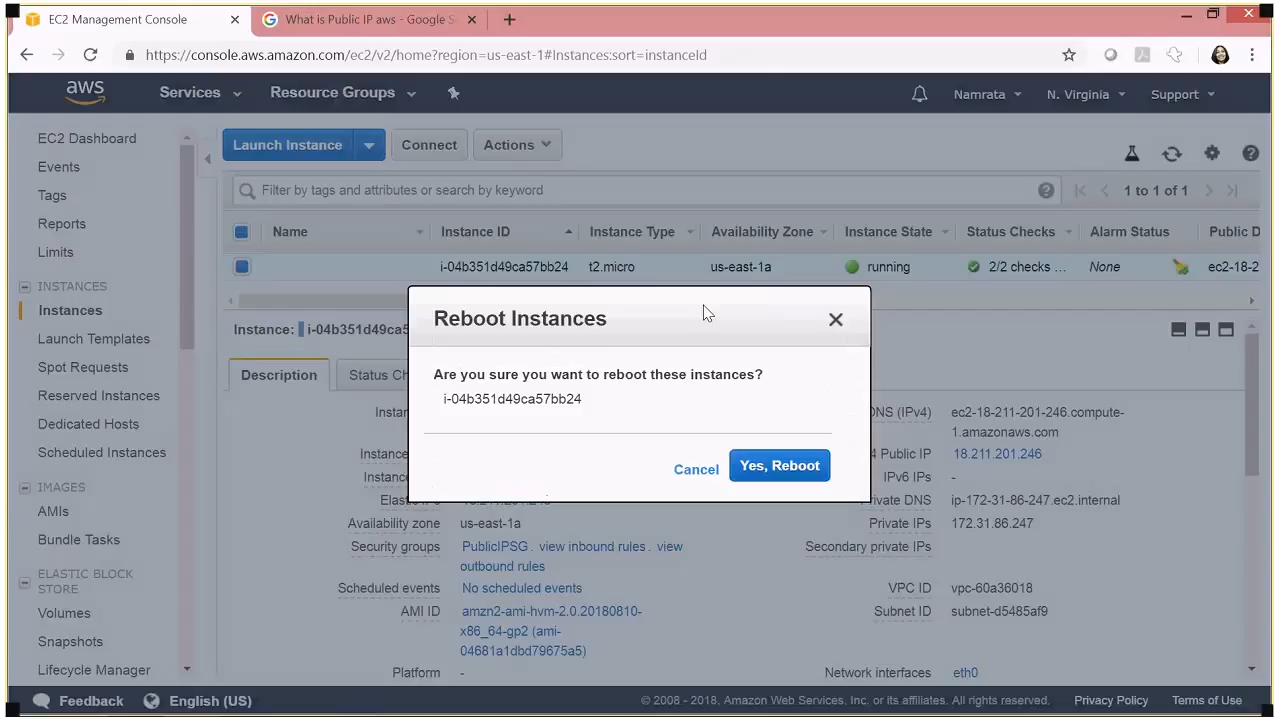 EC2 Management Console
What is Public IP aws - Google S
https://console.aws.amazon.com/ec2/v2/home?region=us-east-1#Instances:sort=instanceId
aws
Services
Resource Groups
Namrata
N. Virginia
Support
EC2 Dashboard
Events
Tags
Reports
Limits
INSTANCES
Instances
Launch Templates
Spot Requests
Reserved Instances
Dedicated Hosts
Scheduled Instances
IMAGES
AMIs
Bundle Tasks
ELASTIC BLOCK
STORE
Volumes
Snapshots
Lifecycle Manager
Launch Instance
Connect
Actions
Filter by tags and attributes or search by keyword
1 to 1 of 1
Name
Instance ID
Instance Type
Availability Zone
Instance State
Status Checks
Alarm Status
Public D
i-04b351d49ca57bb24
t2.micro
us-east-1a
running
2/2 checks ...
None
ec2-18-2
Instance:
i-04b351d49ca5
Description
Status Ch
Reboot Instances
Are you sure you want to reboot these instances?
i-04b351d49ca57bb24
Cancel
Yes, Reboot
Availability zone us-east-1a
Security groups PublicIPSG . view inbound rules . view
outbound rules
Scheduled events No scheduled events
AMI ID amzn2-ami-hvm-2.0.20180810-
x86_64-gp2 (ami-
04681a1dbd79675a5)
Platform -
DNS (IPv4) ec2-18-211-201-246.compute-
1.amazonaws.com
Public IP 18.211.201.246
IPv6 IPs -
Private DNS ip-172-31-86-247.ec2.internal
Private IPs 172.31.86.247
Secondary private IPs
VPC ID vpc-60a36018
Subnet ID subnet-d5485af9
Network interfaces eth0
Feedback
English (US)
© 2008 - 2018, Amazon Web Services, Inc. or its affiliates. All rights reserved.
Privacy Policy
Terms of Use